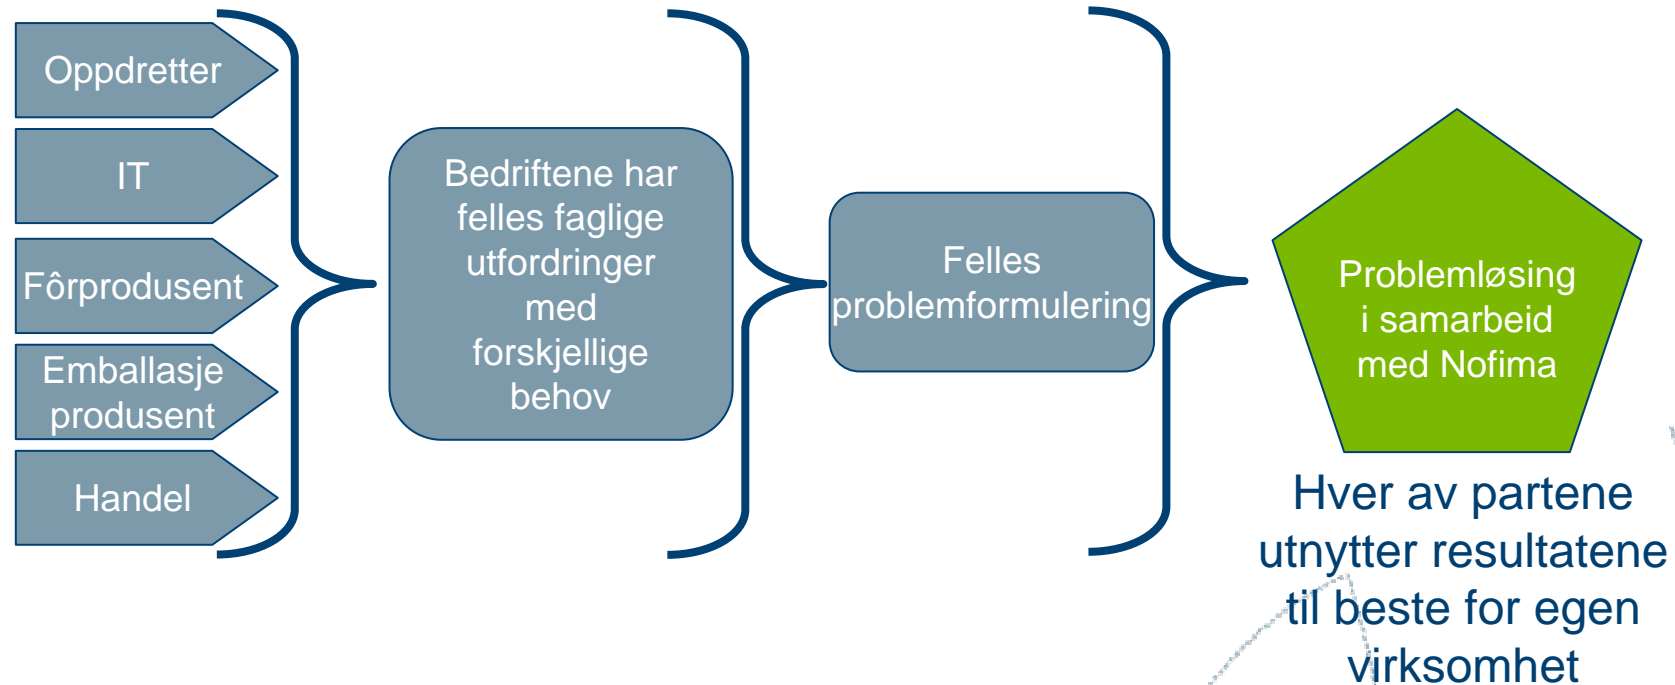 Oppdretter
IT
Fôrprodusent
Emballasje
produsent
Handel
Bedriftene har
felles faglige
utfordringer
med
forskjellige
behov
Felles
problemformulering
Problemløsing
i samarbeid
med Nofima
Hver av partene
utnytter resultatene
til beste for egen
virksomhet